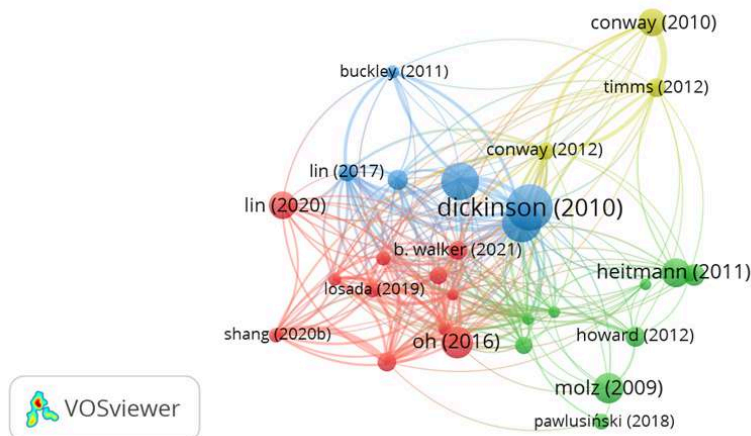 conway (2010)
buckley (2011)
timms (2012)
conway (2012)
lin (2017)
lin (2020)
dickinson (2010)
b. walker (2021)
heitmann (2011)
losada (2019)
shang (2020b)
oh (2016)
howard (2012)
molz (2009)
pawlusiński (2018)
VOSviewer